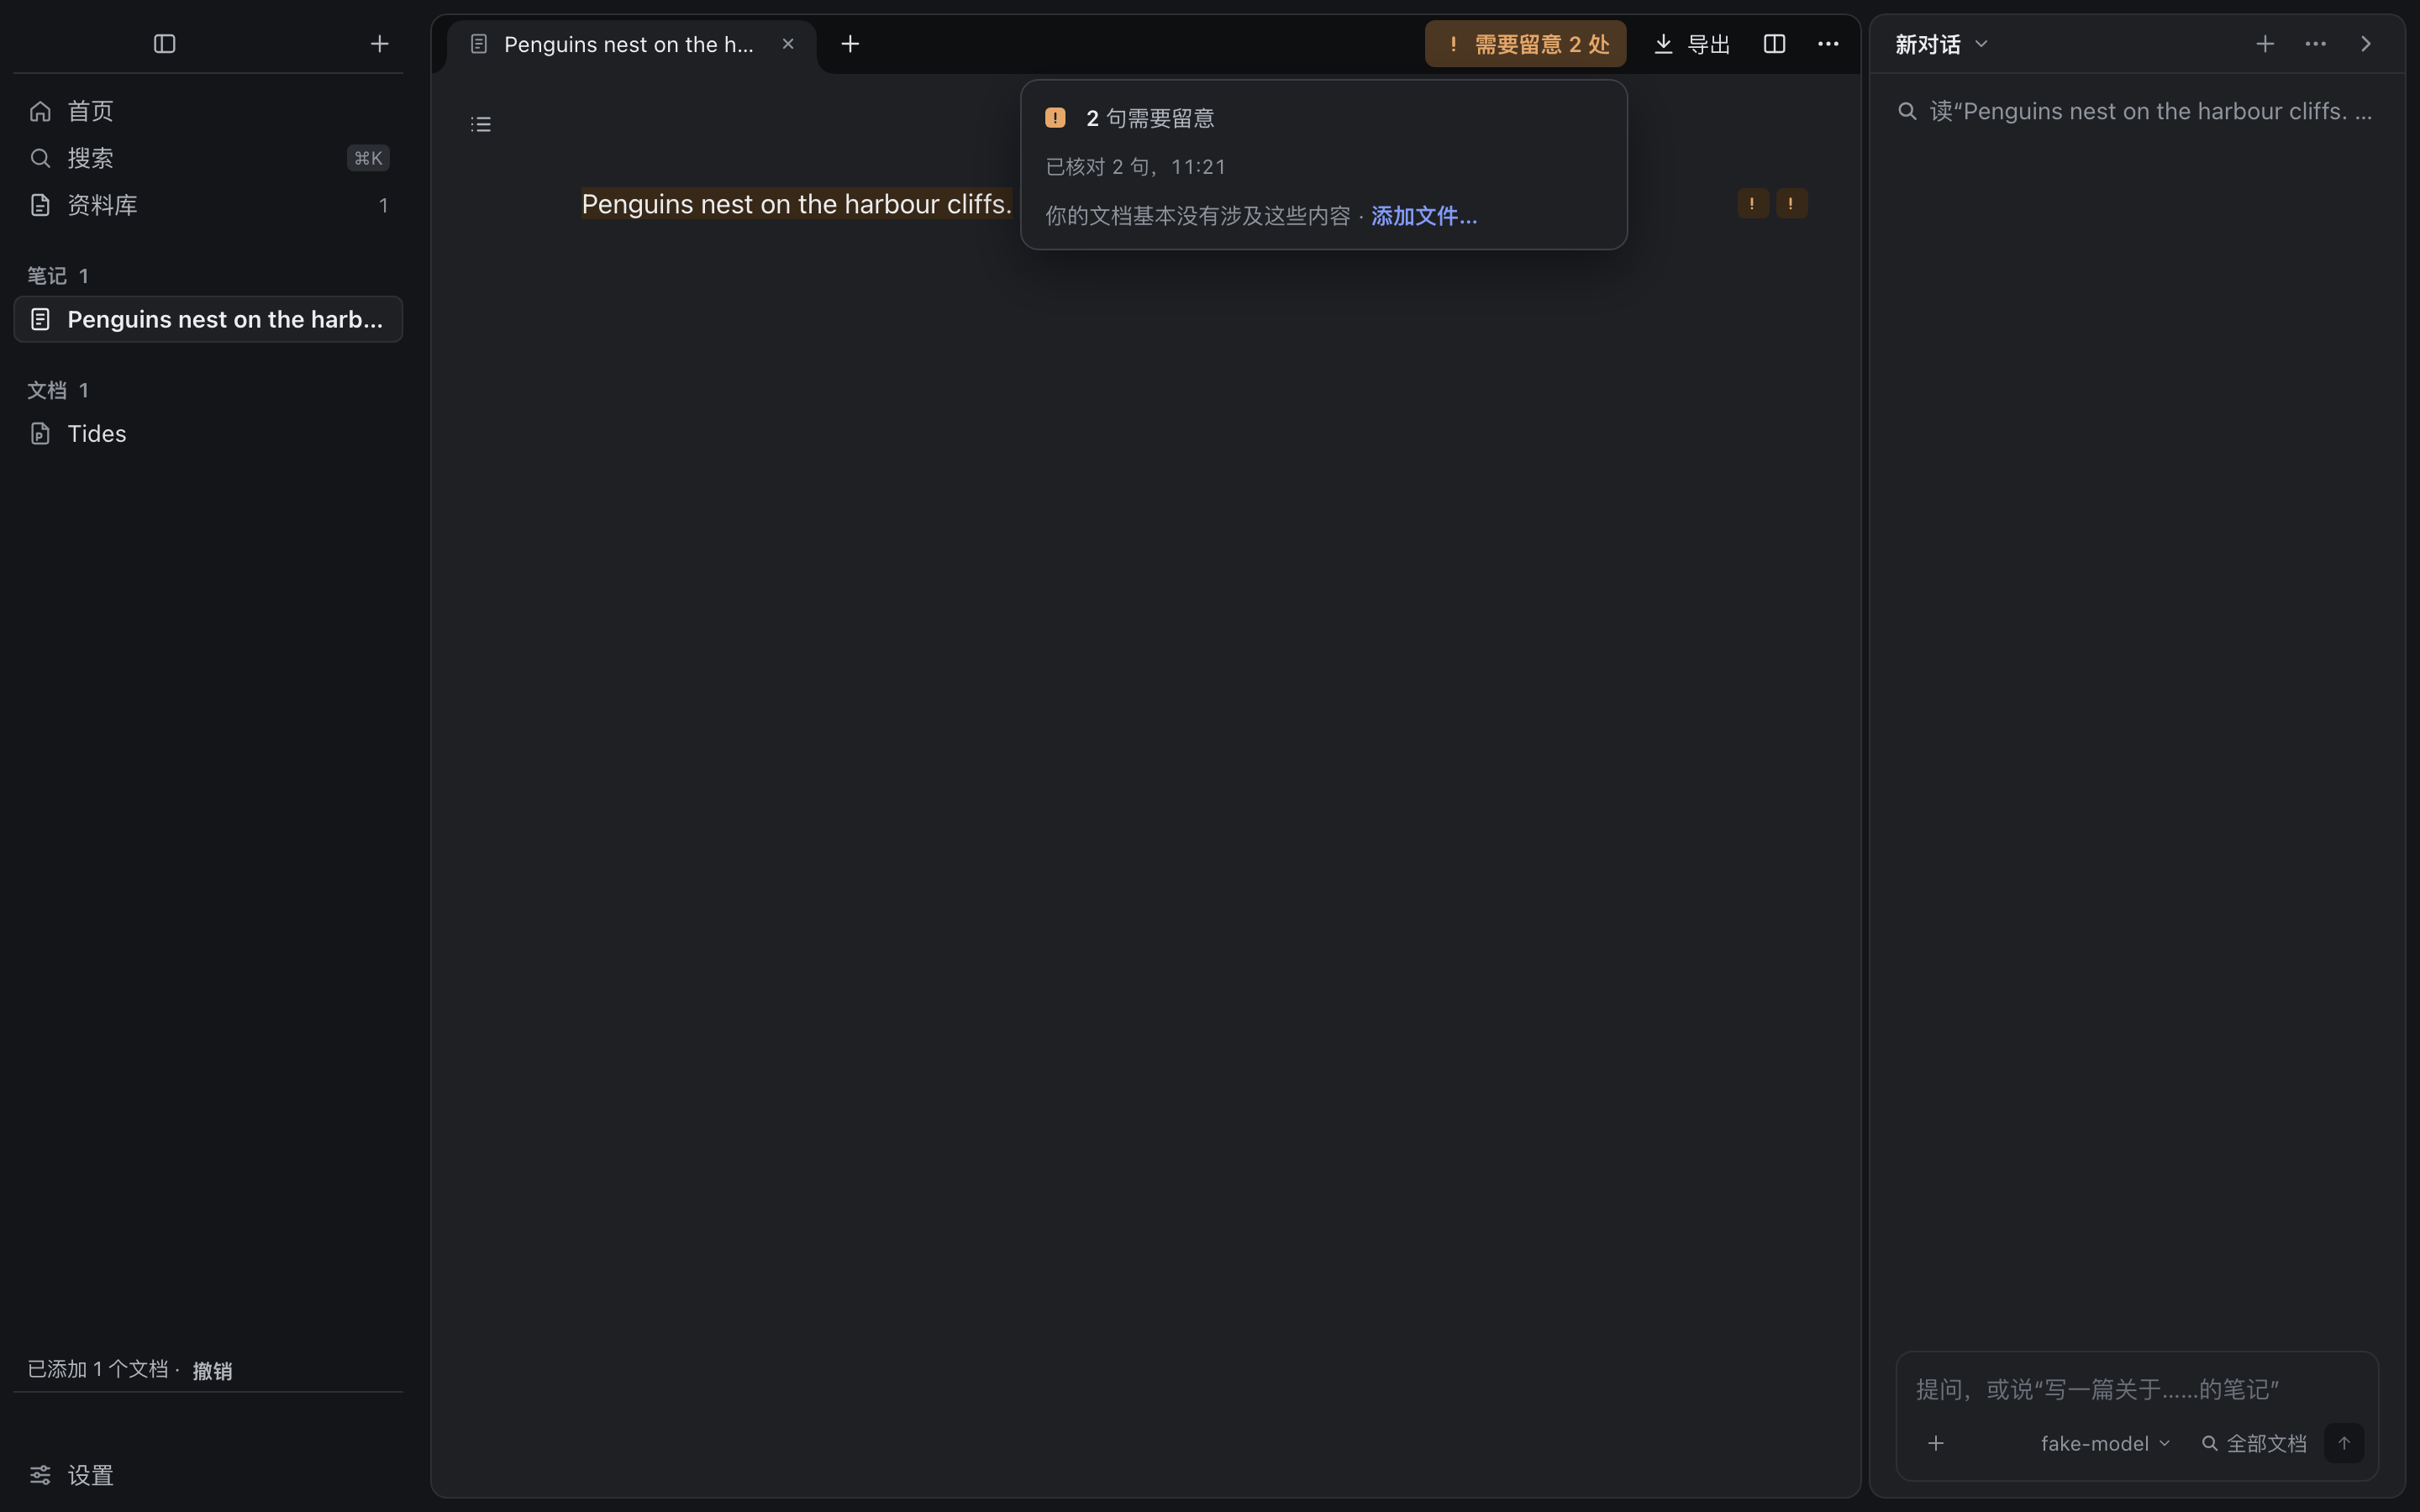 首页
搜索 ⌘K
资料库 1
笔记 1
Penguins nest on the harb...
文档 1
Tides
已添加 1 个文档 · 撤销
设置
Penguins nest on the h...
! 需要留意 2 处
导出
! 2 句需要留意
已核对 2 句，11:21
你的文档基本没有涉及这些内容 · 添加文件...
Penguins nest on the harbour cliffs.
! !
新对话
读“Penguins nest on the harbour cliffs. ...
提问，或说“写一篇关于……的笔记”
fake-model 全部文档